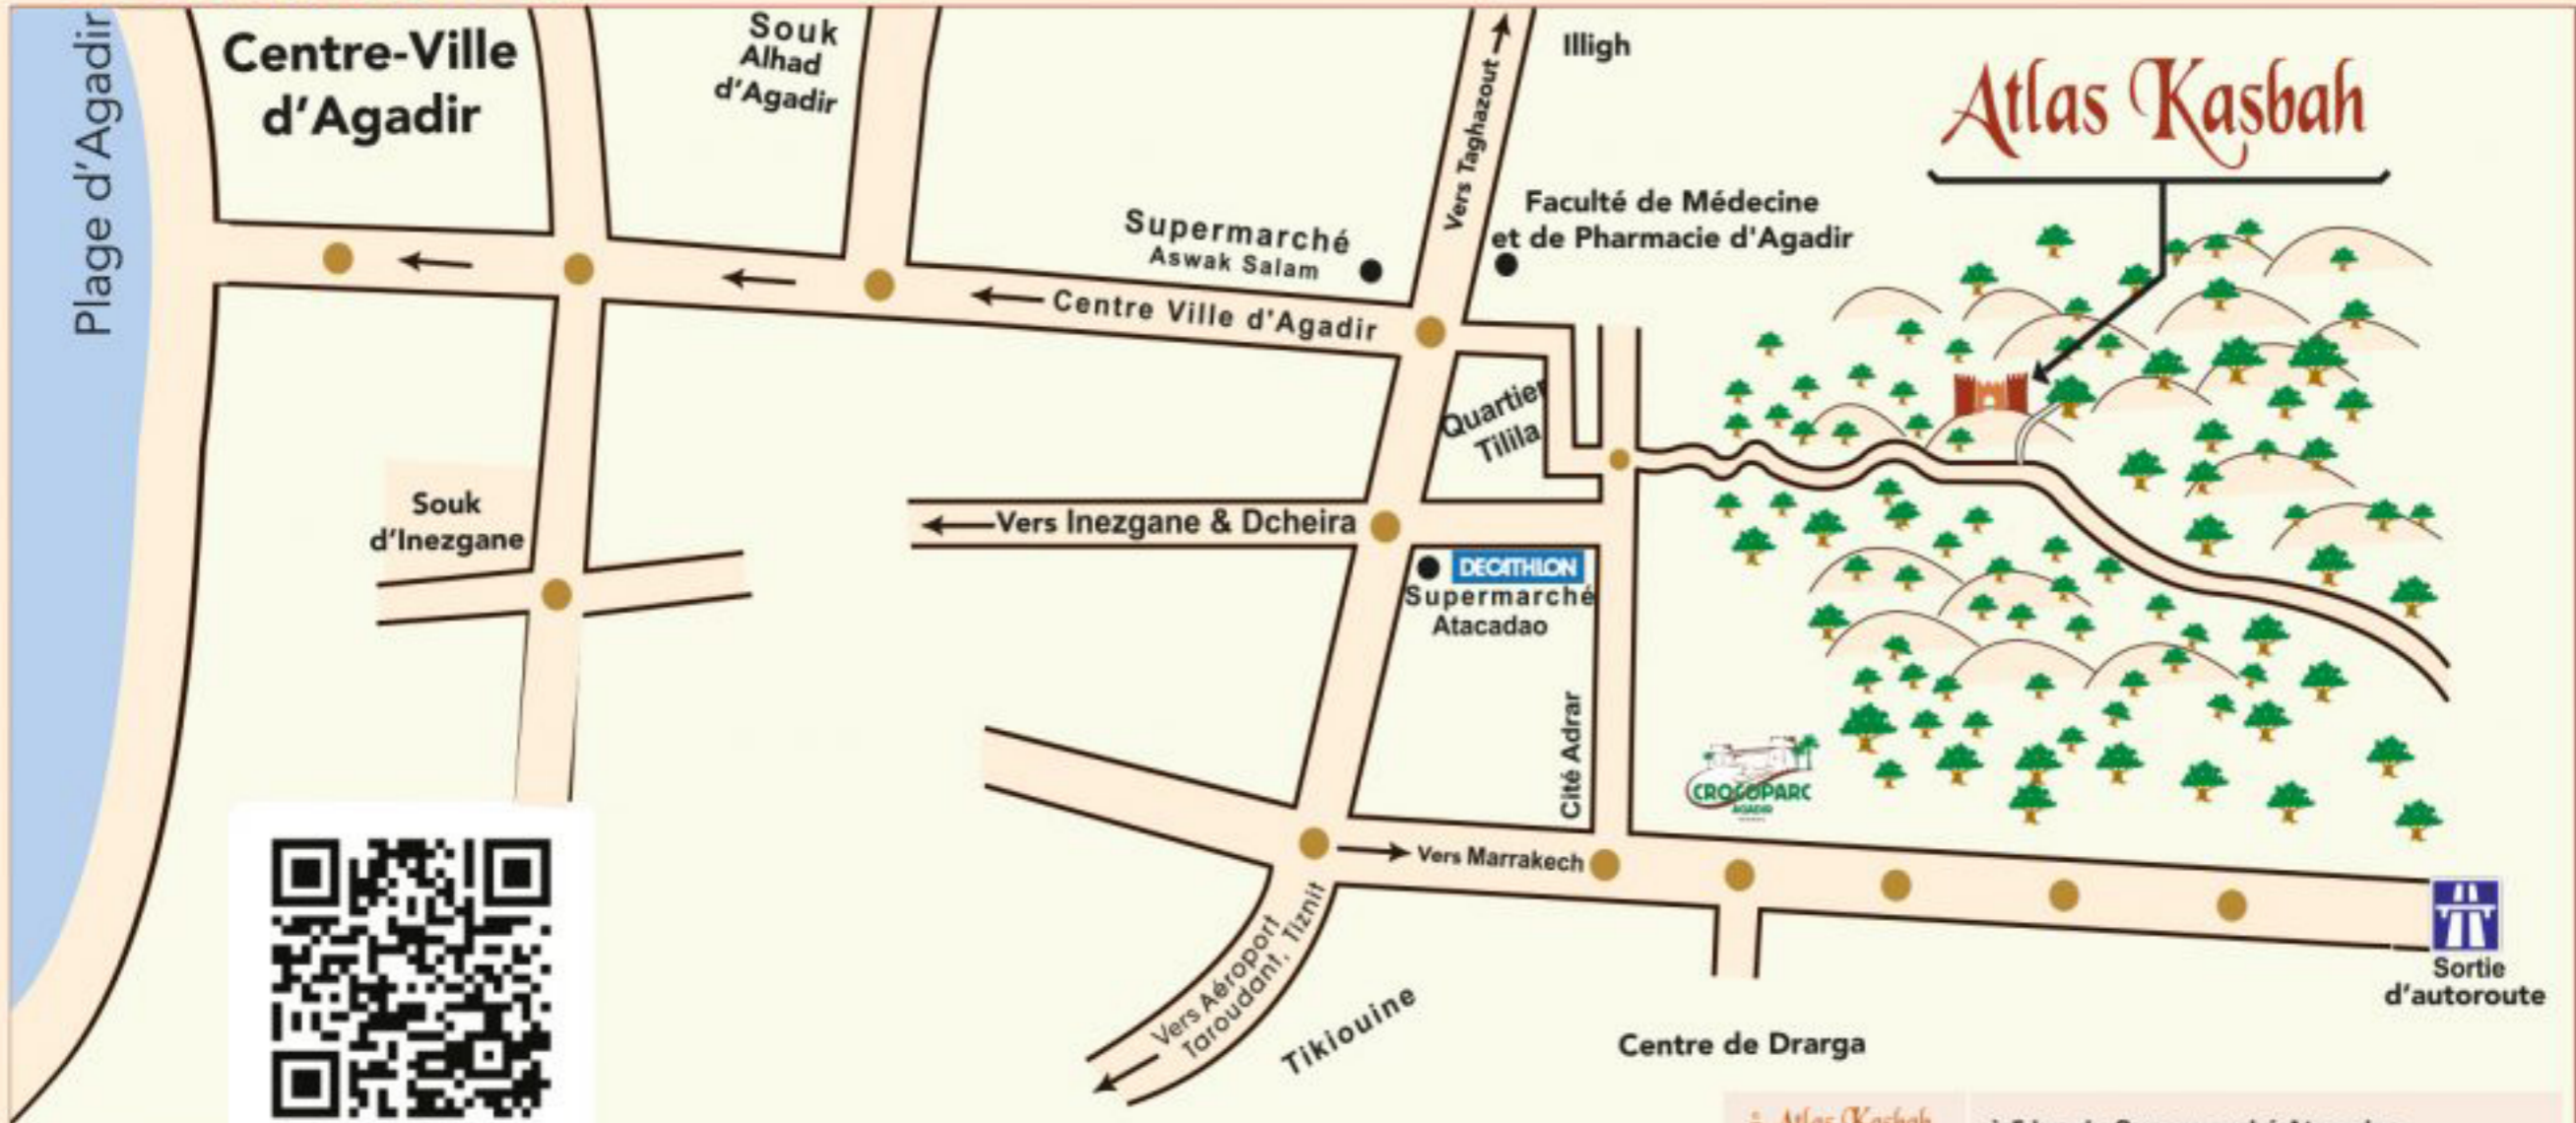 Plage d'Agadir
Centre-Ville
d'Agadir
Souk
Alhad
d'Agadir
Vers Taghazout
Illigh
Atlas Kasbah
Faculté de Médecine
et de Pharmacie d'Agadir
Supermarché
Aswak Salam
Centre Ville d'Agadir
Quartier
Tilila
Souk
d'Inezgane
Vers Inezgane & Dcheira
DECATHLON
Supermarché
Atacadao
Cité Adrar
CROCOPARC
AGADIR
Vers Marrakech
Vers Aéroport
Taroudant, Tiznit
Tikiouine
Sortie
d'autoroute
Centre de Drarga
Atlas Kasbah